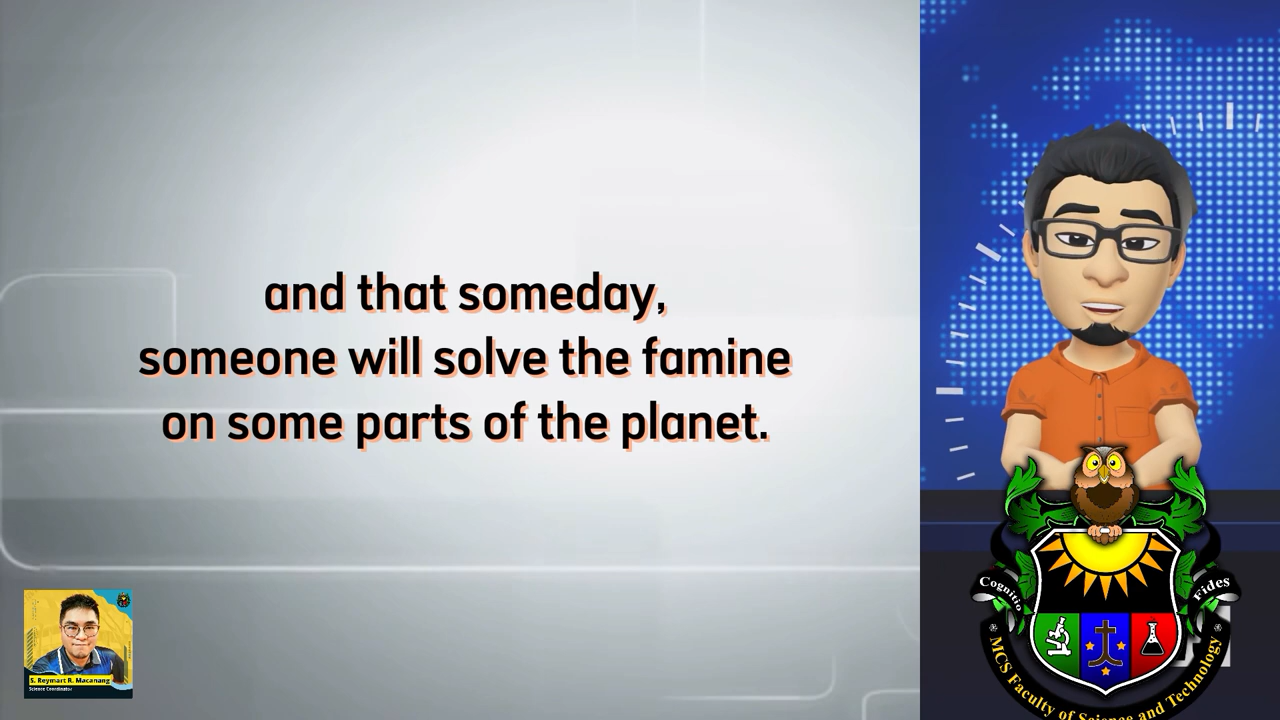 and that someday,
someone will solve the famine
on some parts of the planet.
S. Reymart R. Macanang
Science Coordinator
Cognitio
Fides
MCS Faculty of Science and Technology